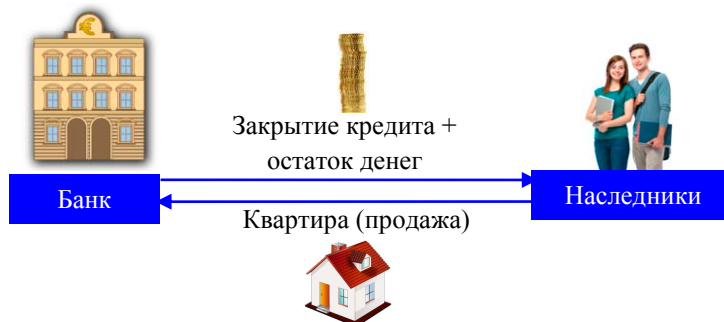 Закрытие кредита +
остаток денег
Банк
Наследники
Квартира (продажа)